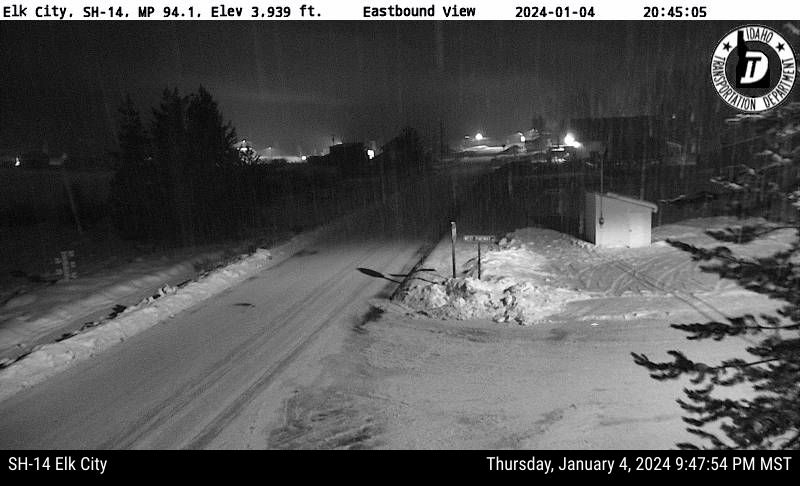 Elk City, SH-14, MP 94.1, Elev 3,939 ft. Eastbound View 2024-01-04 20:45:05
IDAHO
TRANSPORTATION DEPARTMENT
SH-14 Elk City Thursday, January 4, 2024 9:47:54 PM MST